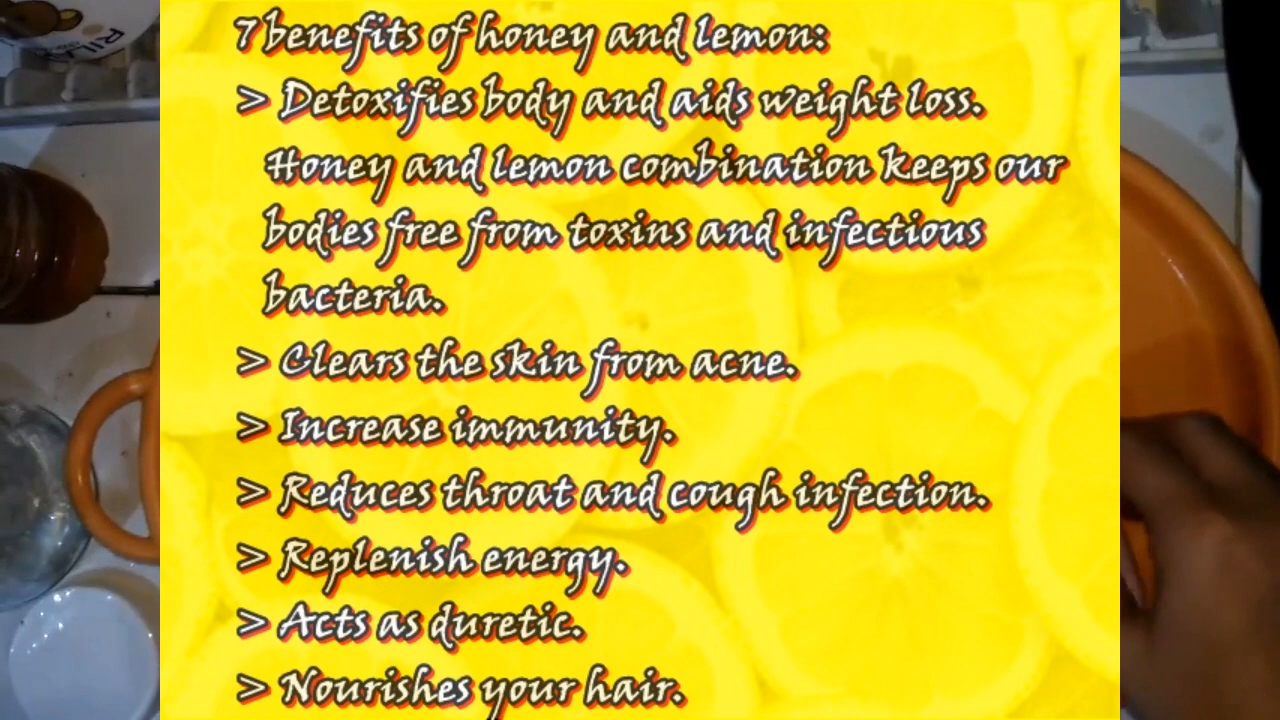 7 benefits of honey and lemon:
> Detoxifies body and aids weight loss.
Honey and lemon combination keeps our
bodies free from toxins and infectious
bacteria.
> Clears the skin from acne.
> Increase immunity.
> Reduces throat and cough infection.
> Replenish energy.
> Acts as duretic.
> Nourishes your hair.